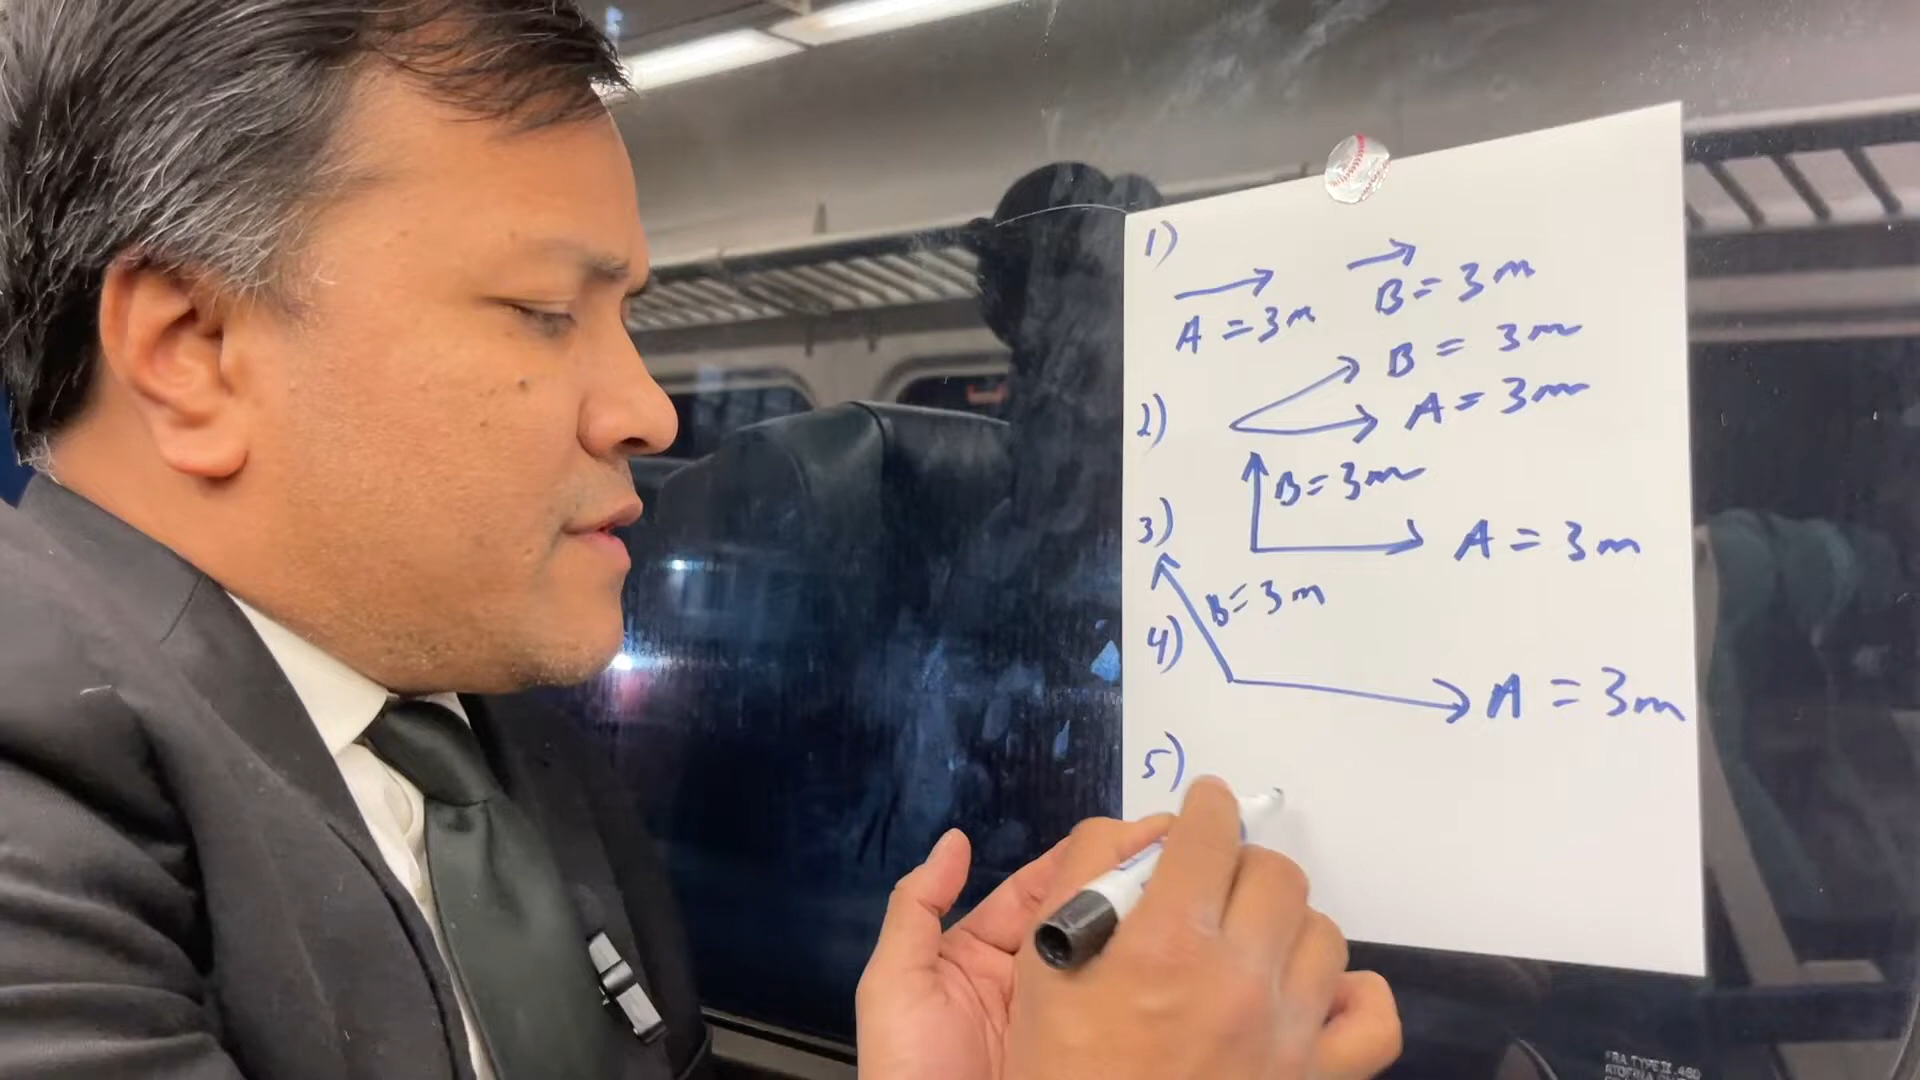 1)
A = 3m B = 3m
B = 3m
2) A = 3m
B = 3m
3) A = 3m
B = 3m
4) A = 3m
5)